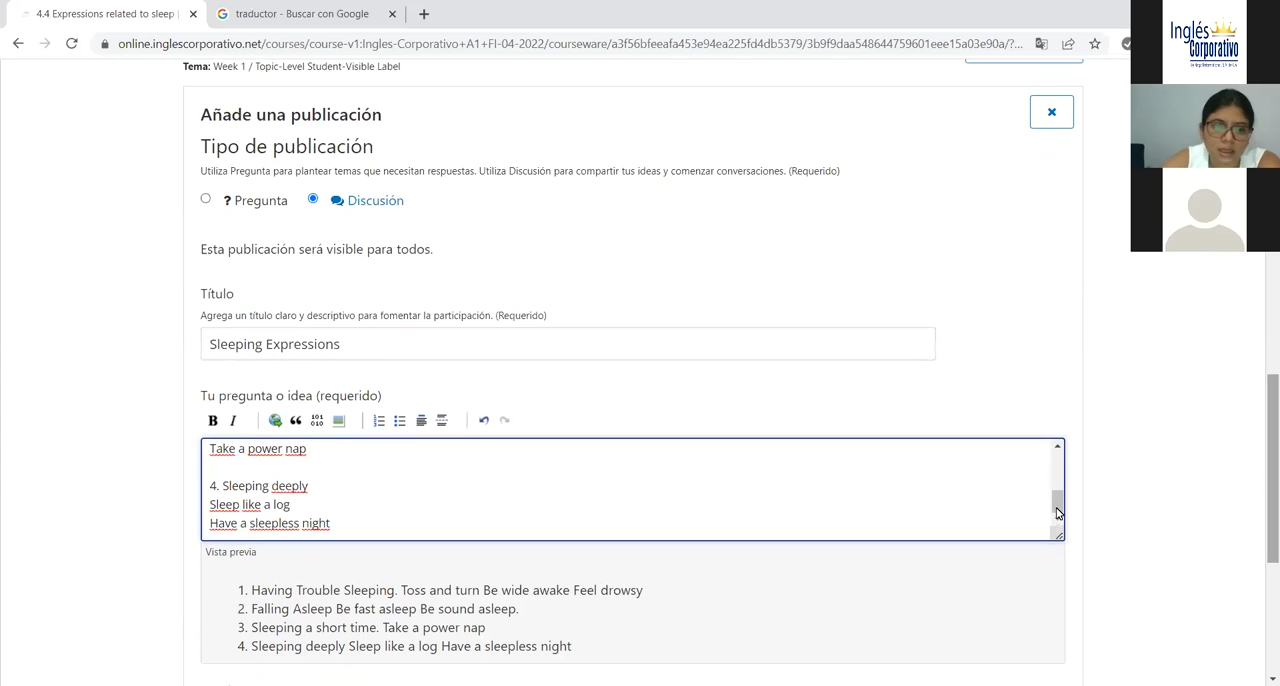 4.4 Expressions related to sleep
traductor - Buscar con Google
online.inglescorporativo.net/courses/course-v1:Ingles-Corporativo+A1+FI-04-2022/courseware/a3f56bfeeafa453e94ea225fd4db5379/3b9f9daa548644759601eee15a03e90a/?...
Inglés
Corporativo
Tema: Week 1 / Topic-Level Student-Visible Label
Añade una publicación
Tipo de publicación
Utiliza Pregunta para plantear temas que necesitan respuestas. Utiliza Discusión para compartir tus ideas y comenzar conversaciones. (Requerido)
? Pregunta Discusión
Esta publicación será visible para todos.
Título
Agrega un título claro y descriptivo para fomentar la participación. (Requerido)
Sleeping Expressions
Tu pregunta o idea (requerido)
B I
Take a power nap
4. Sleeping deeply
Sleep like a log
Have a sleepless night
Vista previa
1. Having Trouble Sleeping. Toss and turn Be wide awake Feel drowsy
2. Falling Asleep Be fast asleep Be sound asleep.
3. Sleeping a short time. Take a power nap
4. Sleeping deeply Sleep like a log Have a sleepless night